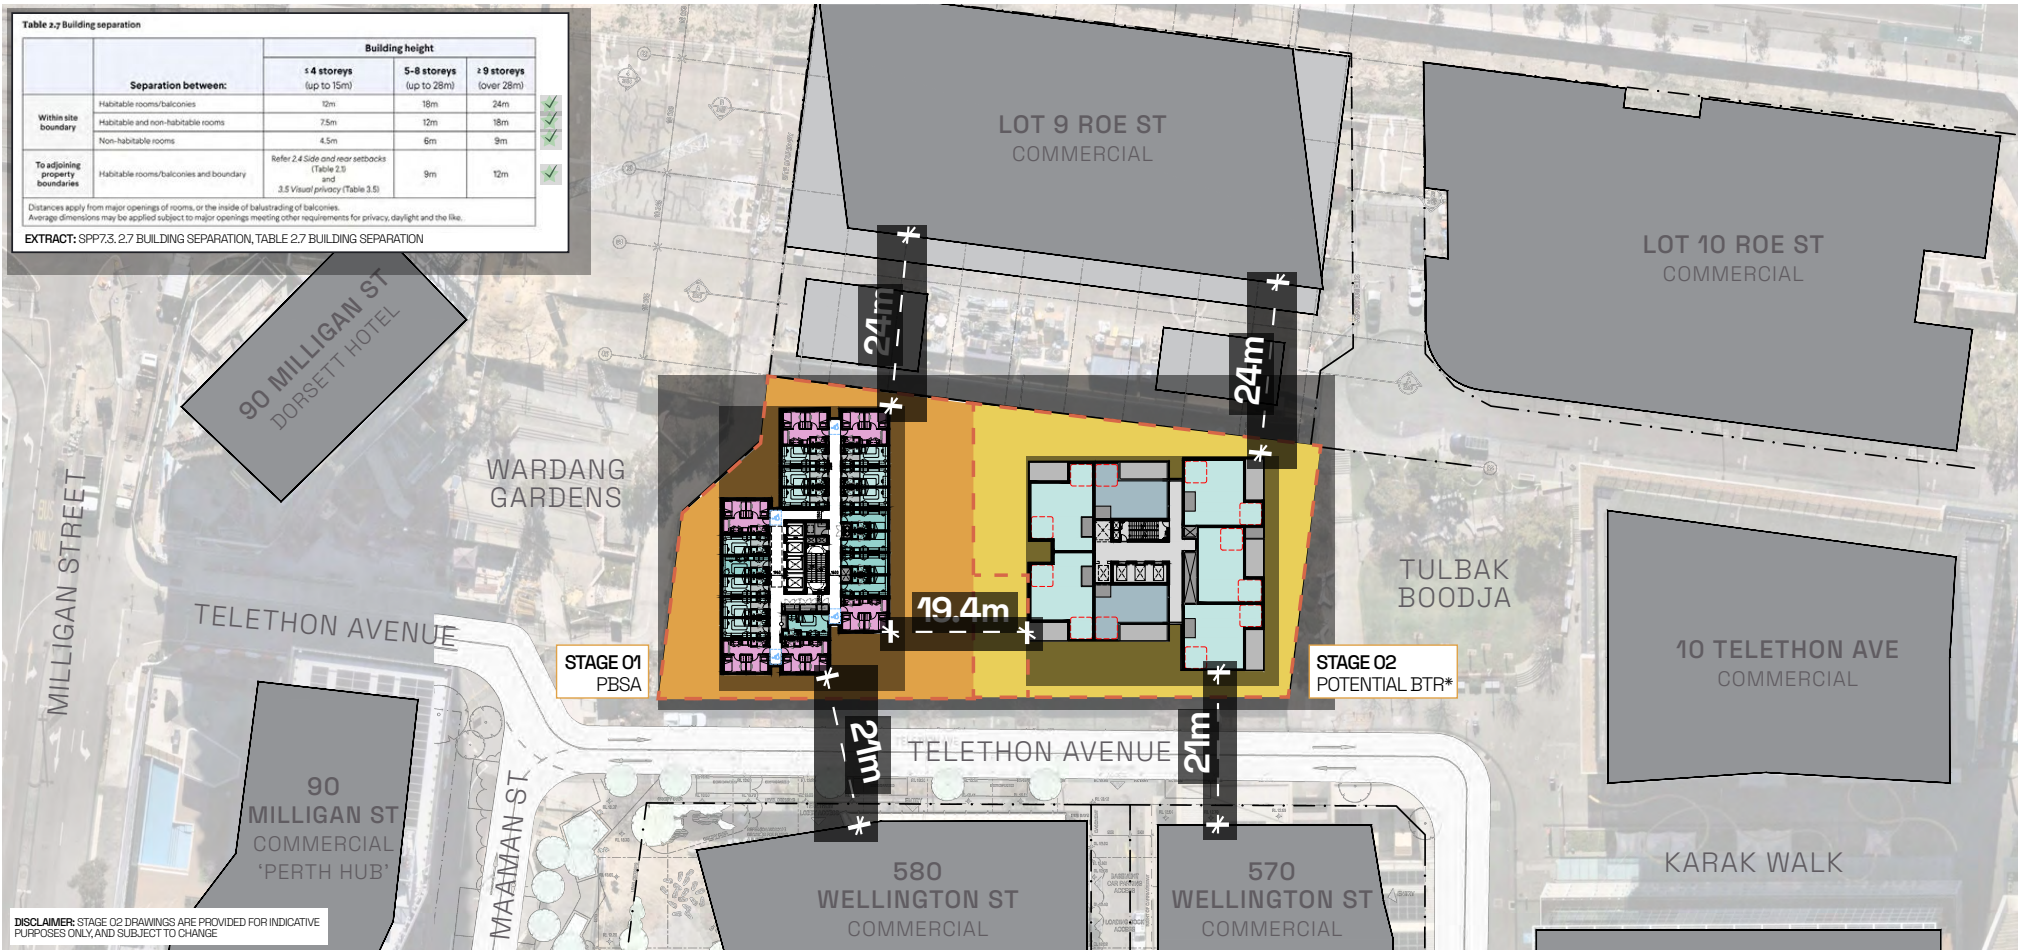 Table 2.7 Building separation
Building height
Separation between:
≤ 4 storeys
(up to 15m)
5-8 storeys
(up to 28m)
≥ 9 storeys
(over 28m)
Within site
boundary
Habitable rooms/balconies
12m
18m
24m
Habitable and non-habitable rooms
7.5m
12m
18m
Non-habitable rooms
4.5m
6m
9m
To adjoining
property
boundaries
Habitable rooms/balconies and boundary
Refer 2.4 Side and rear setbacks
(Table 2.1)
and
3.5 Visual privacy (Table 3.5)
9m
12m
Distances apply from major openings of rooms, or the inside of balustrading of balconies.
Average dimensions may be applied subject to major openings meeting other requirements for privacy, daylight and the like.
EXTRACT: SPP7.3. 2.7 BUILDING SEPARATION, TABLE 2.7 BUILDING SEPARATION
LOT 9 ROE ST
COMMERCIAL
LOT 10 ROE ST
COMMERCIAL
90 MILLIGAN ST
DORSETT HOTEL
24m
24m
WARDANG
GARDENS
MILLIGAN STREET
TELETHON AVENUE
TULBAK
BOODJA
19.4m
STAGE 01
PBSA
STAGE 02
POTENTIAL BTR*
10 TELETHON AVE
COMMERCIAL
21m
TELETHON AVENUE
21m
90
MILLIGAN ST
COMMERCIAL
'PERTH HUB'
MAAMAN ST
580
WELLINGTON ST
COMMERCIAL
570
WELLINGTON ST
COMMERCIAL
KARAK WALK
DISCLAIMER: STAGE 02 DRAWINGS ARE PROVIDED FOR INDICATIVE
PURPOSES ONLY, AND SUBJECT TO CHANGE